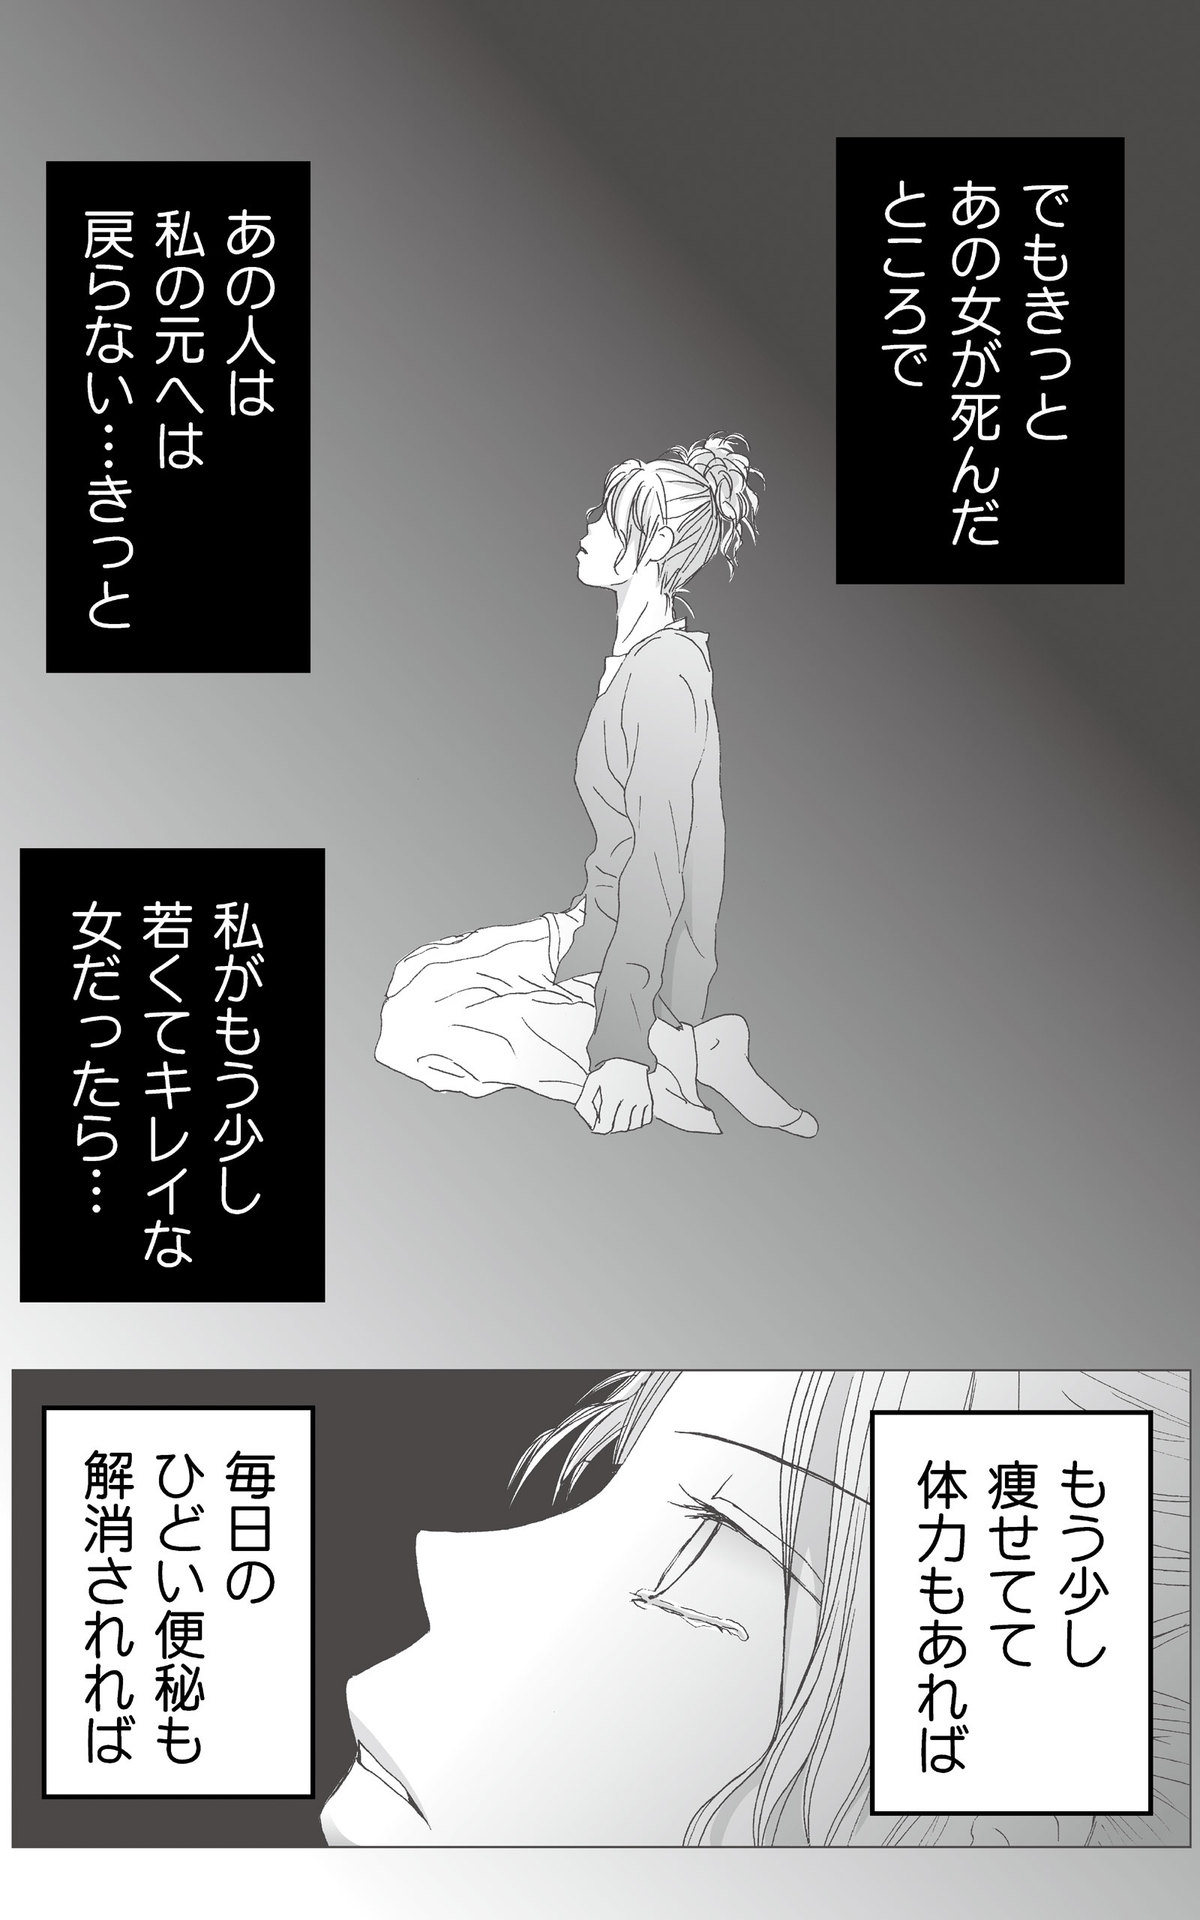 でもきっと
あの女が死んだ
ところで
あの人は
私の元へは
戻らない…きっと
私がもう少し
若くてキレイな
女だったら…
もう少し
痩せてて
体力もあれば
毎日の
ひどい便秘も
解消されれば